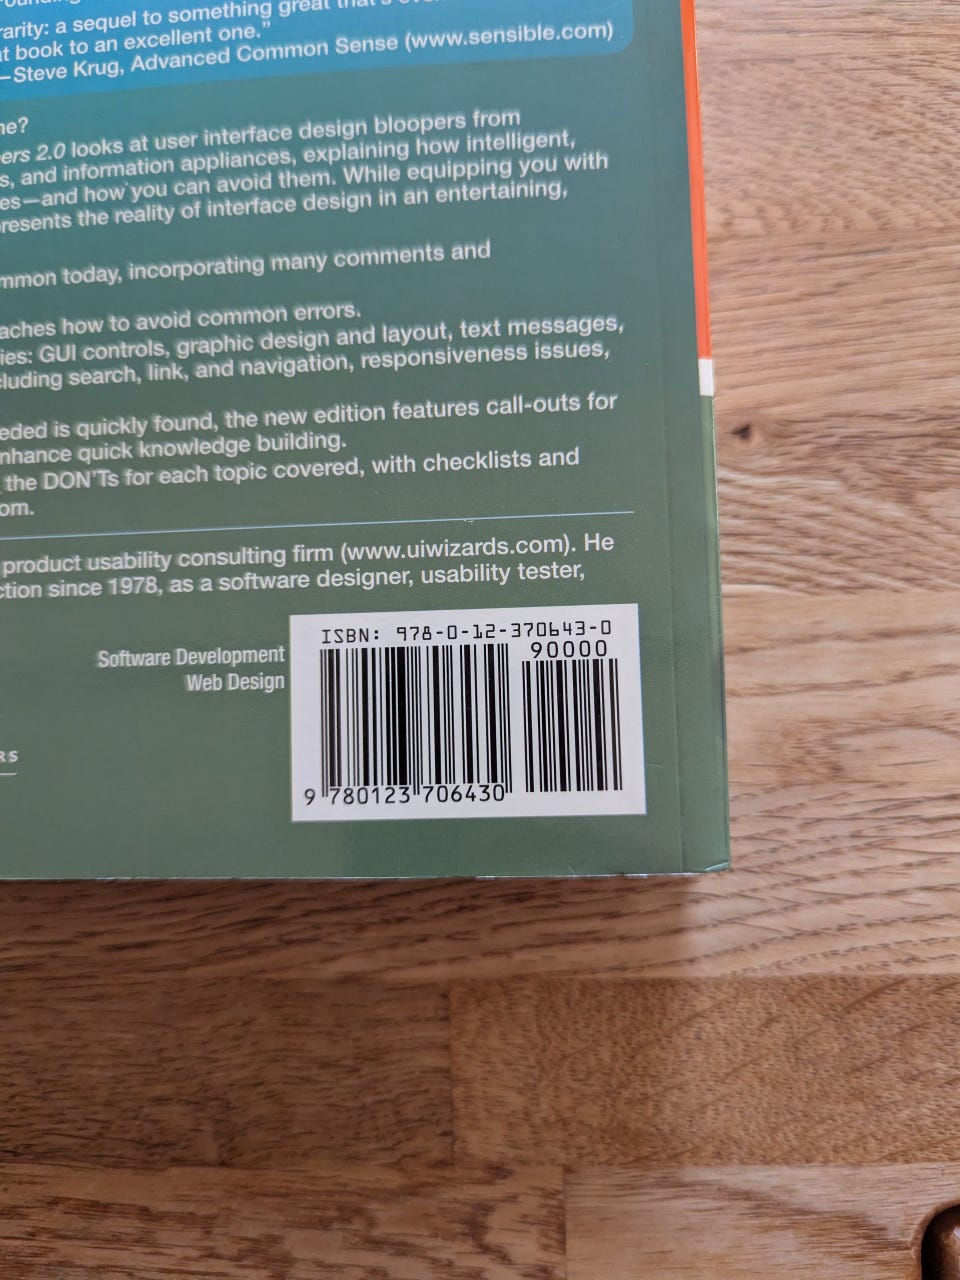 rarity: a sequel to something great that's
at book to an excellent one.”
—Steve Krug, Advanced Common Sense (www.sensible.com)
ne?
ers 2.0 looks at user interface design bloopers from
s, and information appliances, explaining how intelligent,
es—and how you can avoid them. While equipping you with
presents the reality of interface design in an entertaining,
mmon today, incorporating many comments and
aches how to avoid common errors.
ies: GUI controls, graphic design and layout, text messages,
cluding search, link, and navigation, responsiveness issues,
eded is quickly found, the new edition features call-outs for
nhance quick knowledge building.
the DON'Ts for each topic covered, with checklists and
om.
product usability consulting firm (www.uiwizards.com). He
ction since 1978, as a software designer, usability tester,
Software Development
Web Design
RS
ISBN: 978-0-12-370643-0
90000
9 780123 706430